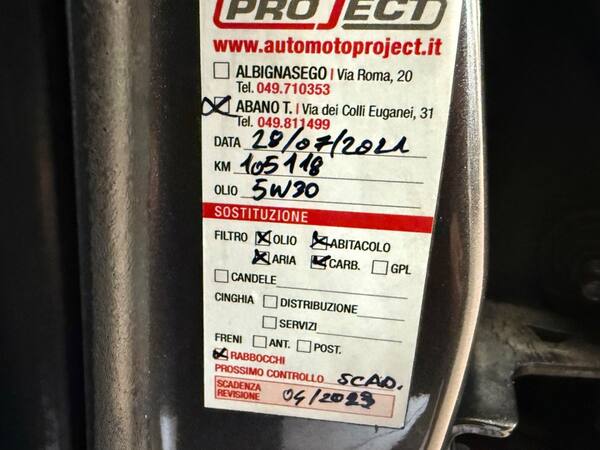 PROJECT
www.automotoproject.it
ALBIGNASEGO | Via Roma, 20
Tel. 049.710353
ABANO T. | Via dei Colli Euganei, 31
Tel. 049.811499
DATA 28/07/2021
KM 105118
OLIO 5W30
SOSTITUZIONE
FILTRO OLIO ABITACOLO
ARIA CARB. GPL
CANDELE
CINGHIA DISTRIBUZIONE
SERVIZI
FRENI ANT. POST.
RABBOCCHI
PROSSIMO CONTROLLO SCAD.
SCADENZA
REVISIONE 04/2023